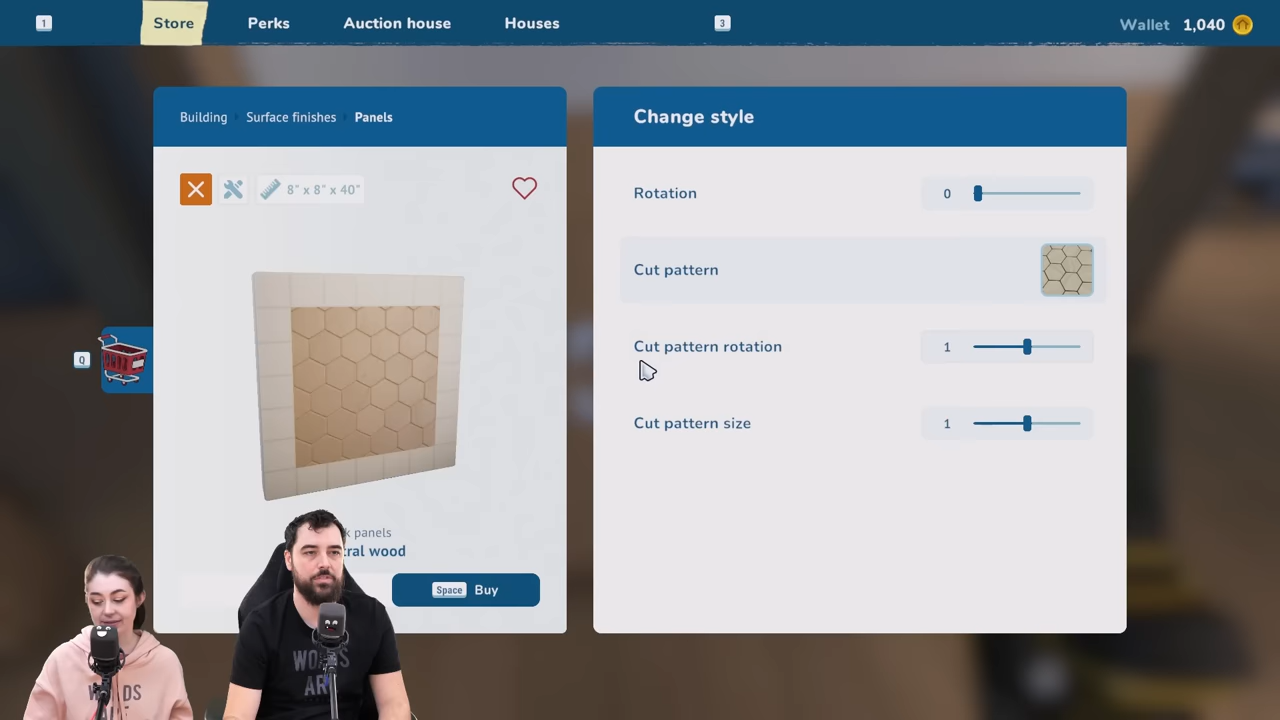 1
Store
Perks
Auction house
Houses
3
Wallet 1,040
Building
Surface finishes
Panels
8" x 8" x 40"
Q
panels
wood
Space
Buy
Change style
Rotation
0
Cut pattern
Cut pattern rotation
1
Cut pattern size
1